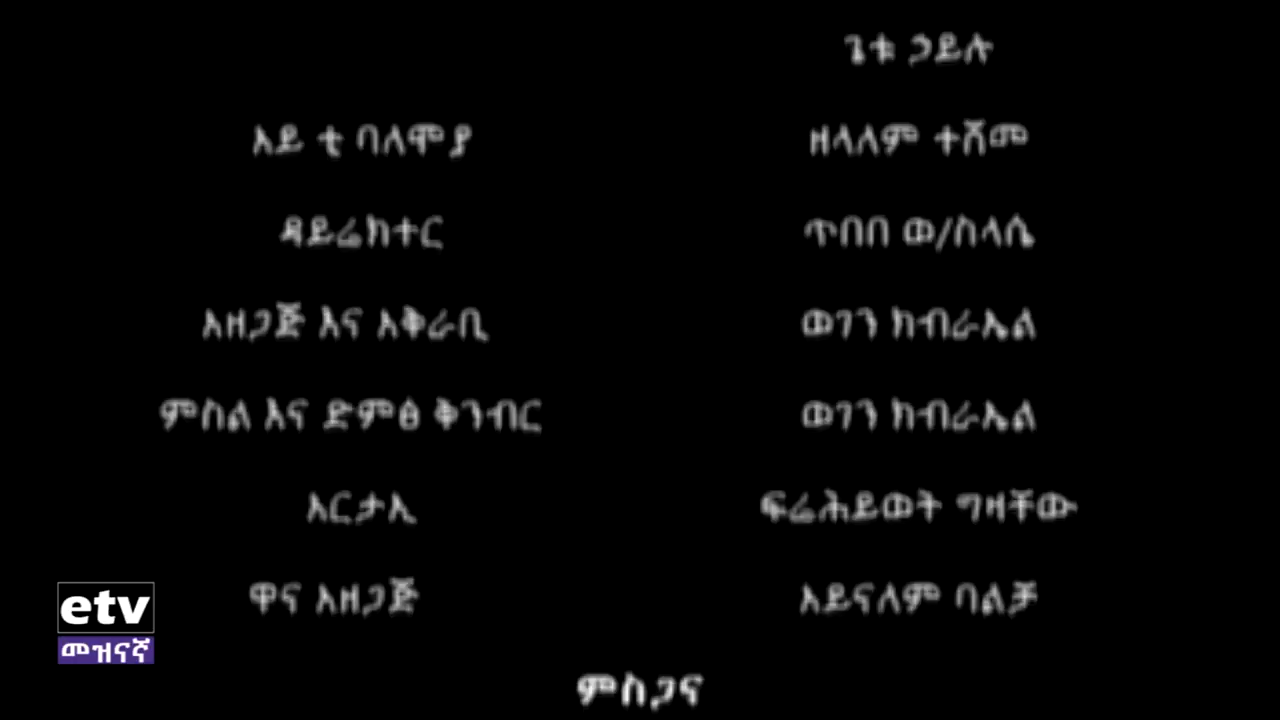 ጌቱ ኃይሉ
አይ ቲ ባለሞያ ዘላለም ተሾመ
ዳይሬክተር ጥበበ ወ/ስላሴ
አዘጋጅ እና አቅራቢ ወገን ክብራኤል
ምስል እና ድምፅ ቅንብር ወገን ክብራኤል
አርታኢ ፍሬሕይወት ግዛቸው
ዋና አዘጋጅ አይናለም ባልቻ
etv
መዝናኛ
ምስጋና